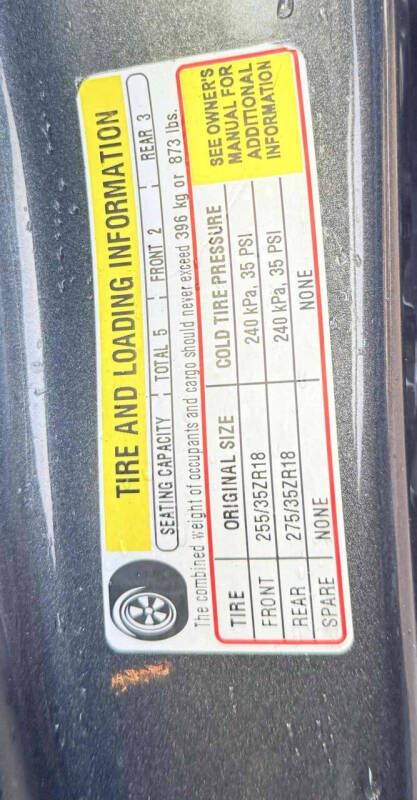 TIRE AND LOADING INFORMATION
SEATING CAPACITY TOTAL 5 FRONT 2 REAR 3
The combined weight of occupants and cargo should never exceed 396 kg or 873 lbs.
TIRE ORIGINAL SIZE COLD TIRE PRESSURE
FRONT 255/35ZR18 240 kPa, 35 PSI
REAR 275/35ZR18 240 kPa, 35 PSI
SPARE NONE NONE
SEE OWNER'S
MANUAL FOR
ADDITIONAL
INFORMATION